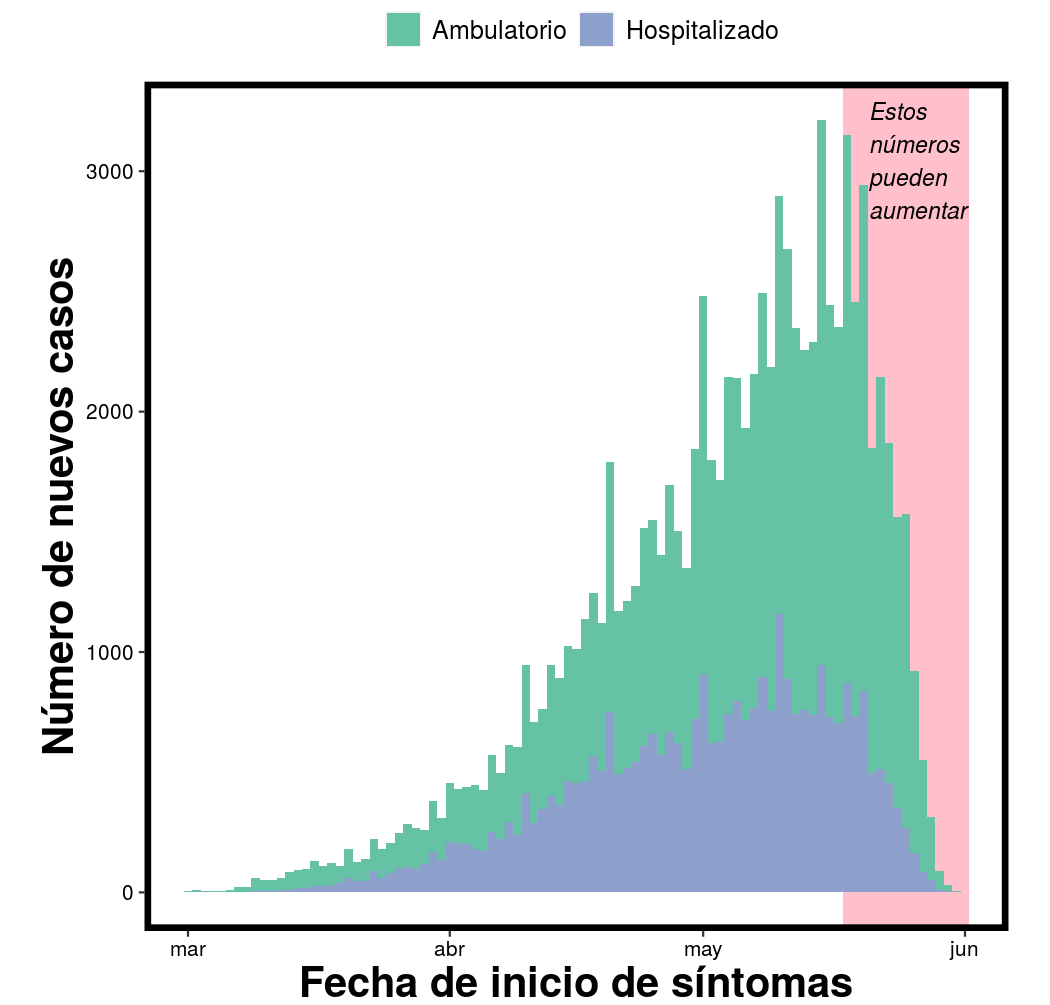 Ambulatorio Hospitalizado
Estos
números
pueden
aumentar
3000
2000
1000
0
Número de nuevos casos
mar abr may jun
Fecha de inicio de síntomas